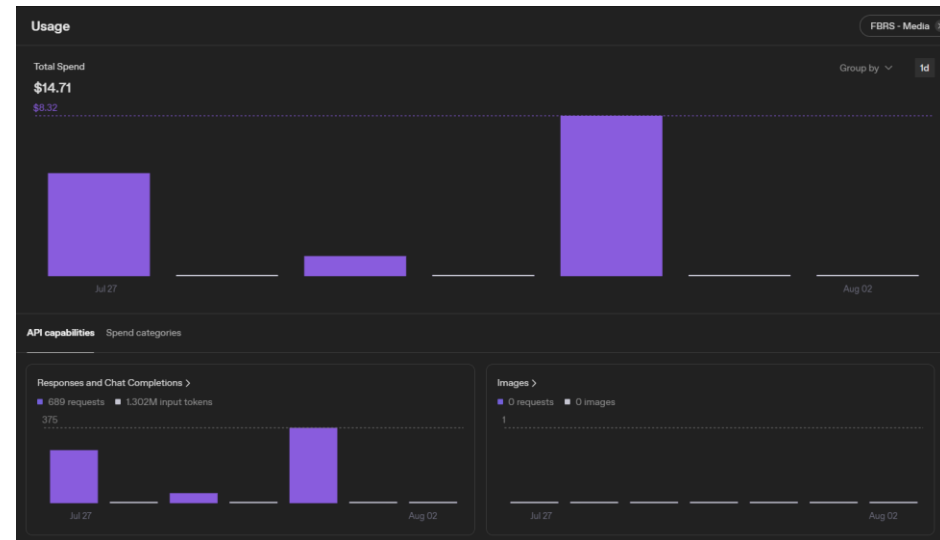 Usage
FBRS - Media
Total Spend
Group by
1d
$14.71
$8.32
Jul 27
Aug 02
API capabilities
Spend categories
Responses and Chat Completions >
689 requests
1.302M input tokens
375
Jul 27
Aug 02
Images >
0 requests
0 images
1
Jul 27
Aug 02